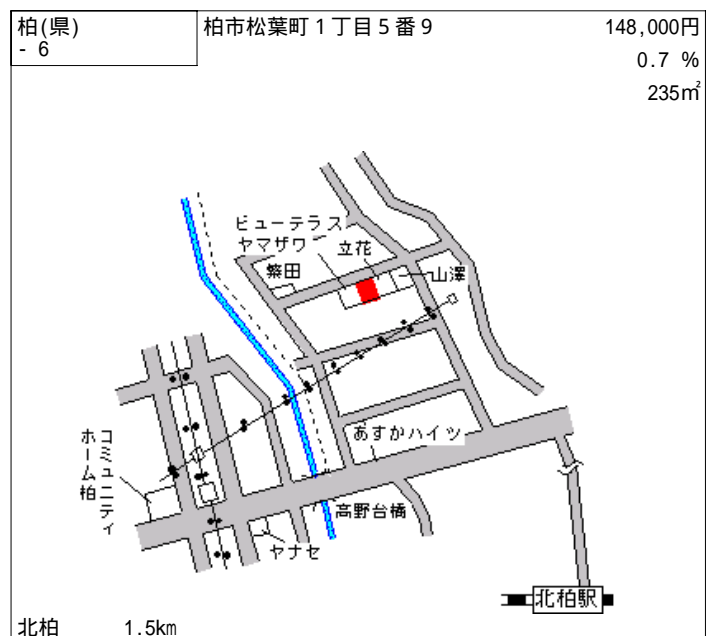 柏(県)
- 6
柏市松葉町１丁目５番９
148,000円
0.7 %
235㎡
ビューテラス
ヤマザワ
立花
繁田
山澤
あすかハイツ
コミュニティ
ホーム柏
高野台橋
ヤナセ
北柏駅
北柏 1.5km